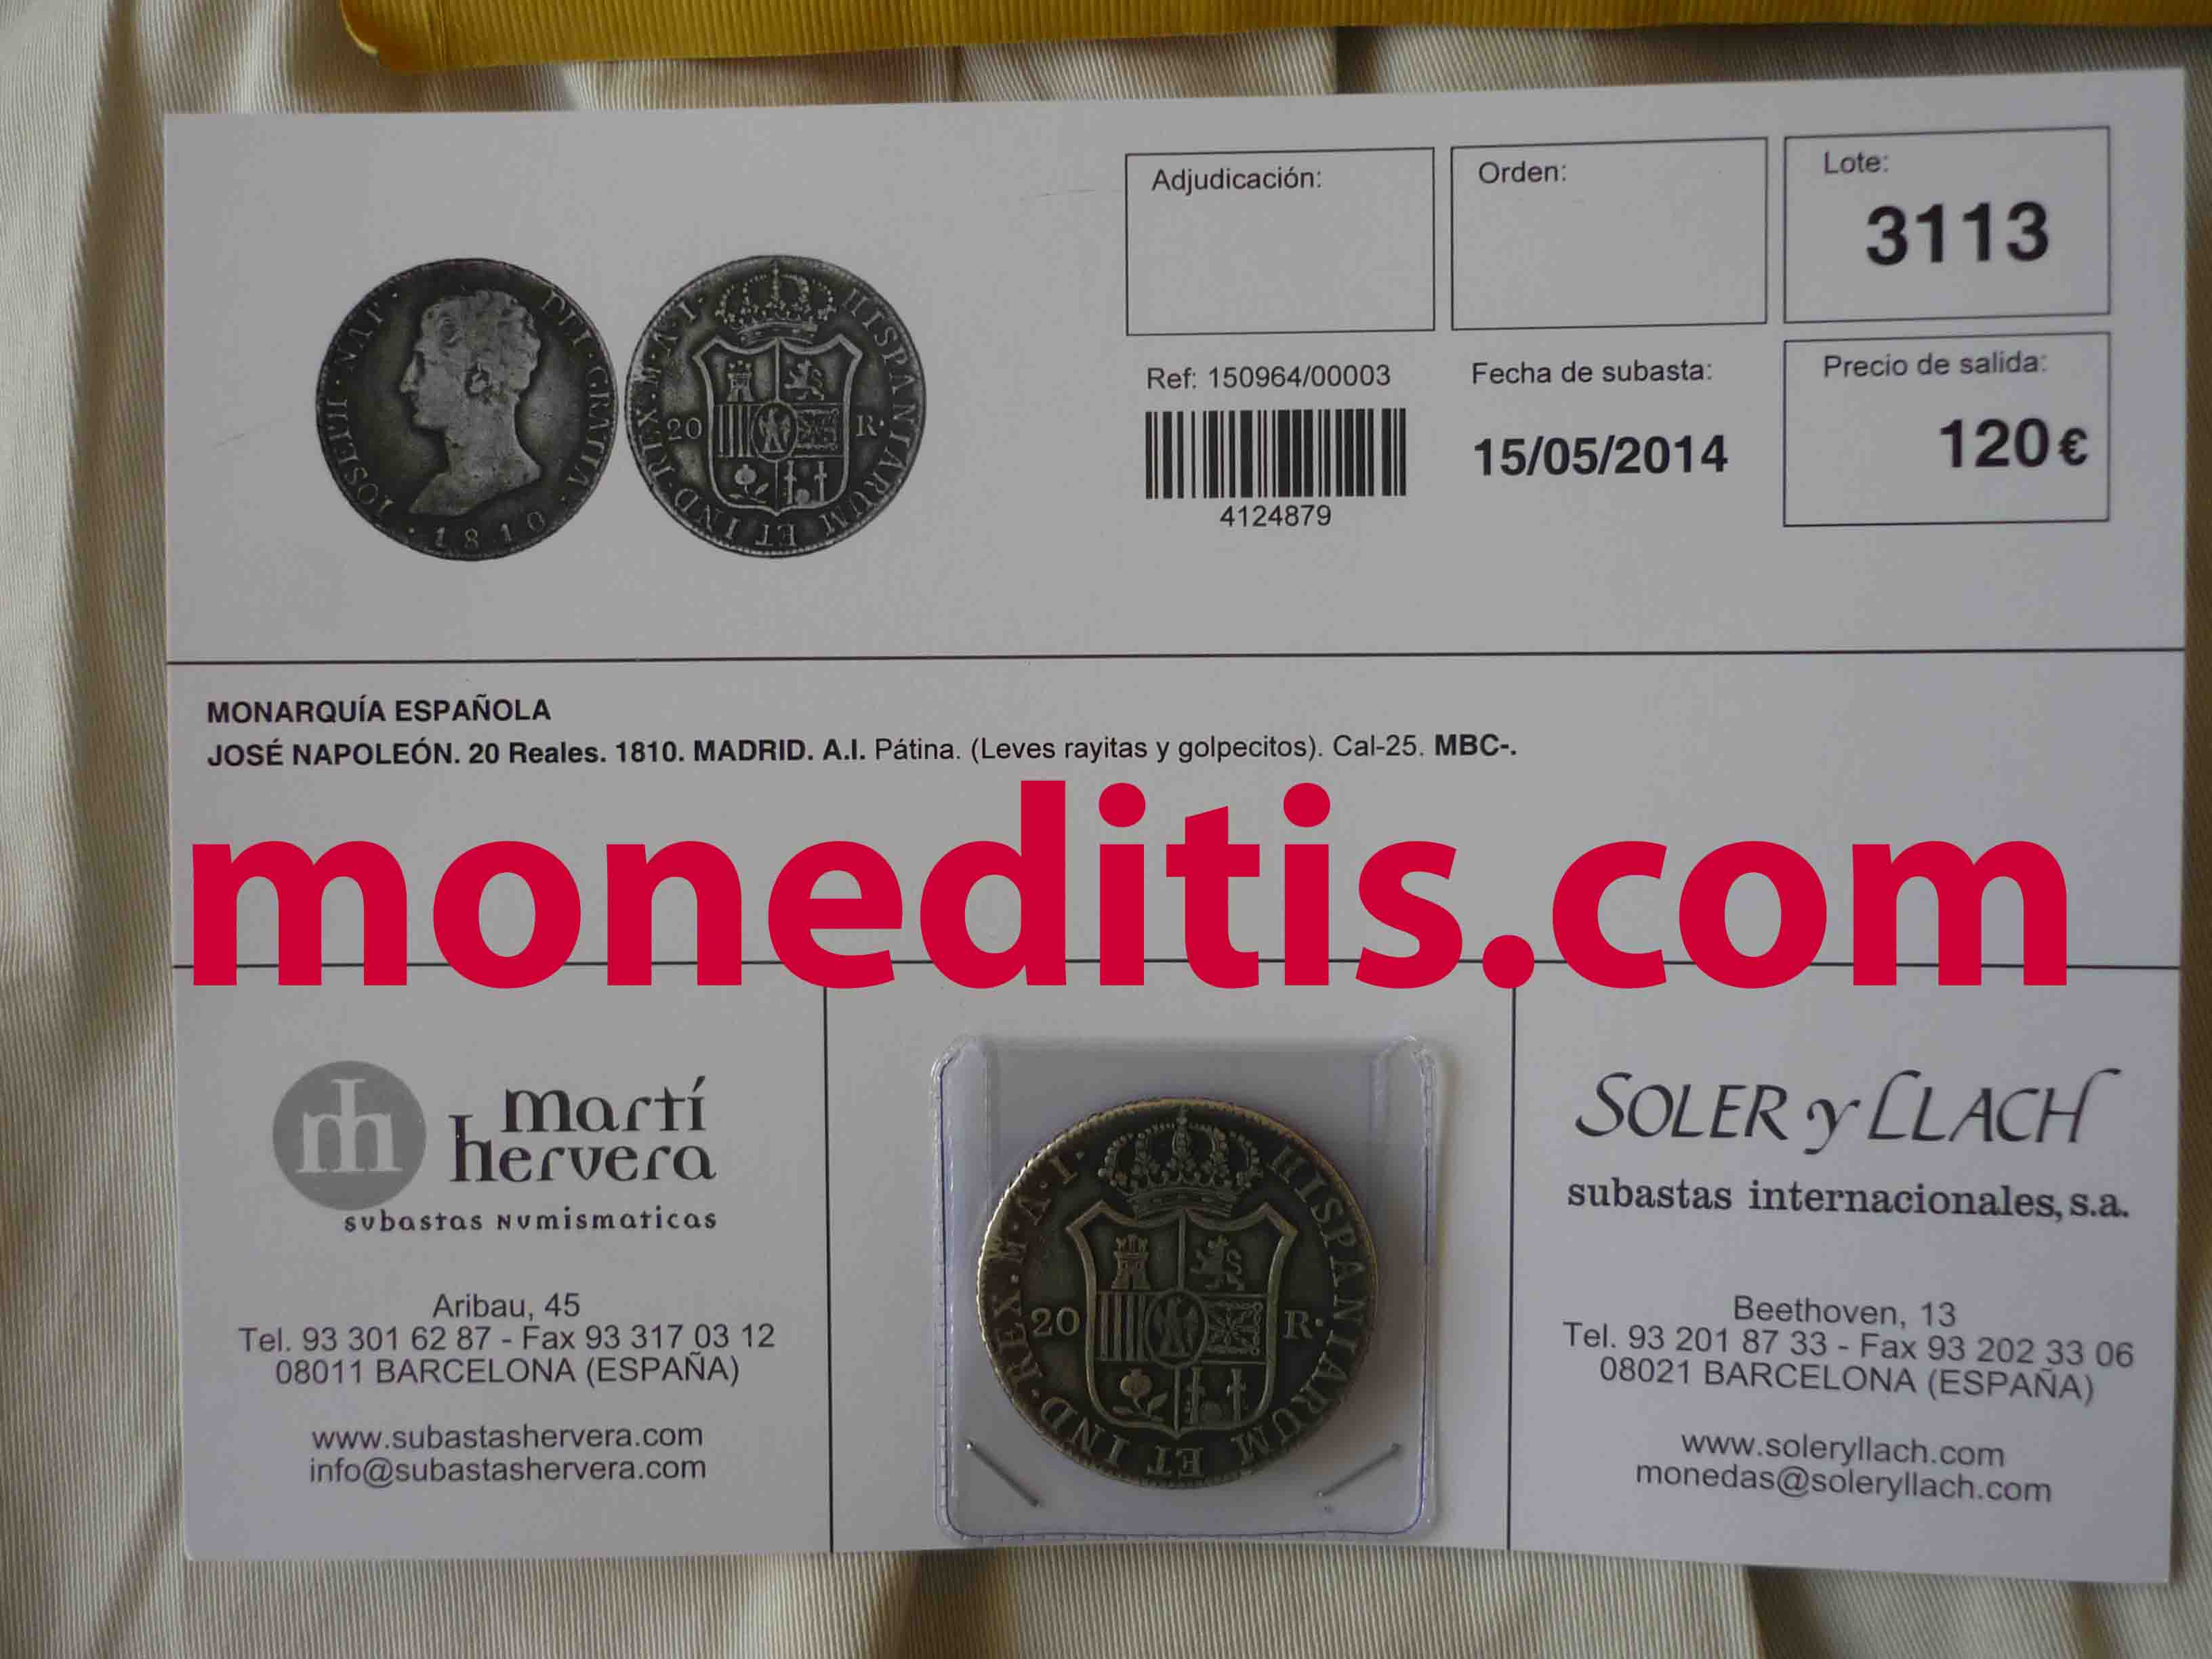 Adjudicación:
Orden:
Lote:
3113
IOSEPH · NAP · DEI · GRATIA ·
· 1810
HISPANIARUM ET IND · REX · M · A · I ·
20 R ·
Ref: 150964/00003
4124879
Fecha de subasta:
15/05/2014
Precio de salida:
120€
MONARQUÍA ESPAÑOLA
JOSÉ NAPOLEÓN. 20 Reales. 1810. MADRID. A.I. Pátina. (Leves rayitas y golpecitos). Cal-25. MBC-.
moneditis.com
mh
martí
hervera
subastas numismaticas
Aribau, 45
Tel. 93 301 62 87 - Fax 93 317 03 12
08011 BARCELONA (ESPAÑA)
www.subastashervera.com
info@subastashervera.com
HISPANIARUM ET IND · REX · M · A · I ·
20 R ·
SOLER y LLACH
subastas internacionales, s.a.
Beethoven, 13
Tel. 93 201 87 33 - Fax 93 202 33 06
08021 BARCELONA (ESPAÑA)
www.soleryllach.com
monedas@soleryllach.com